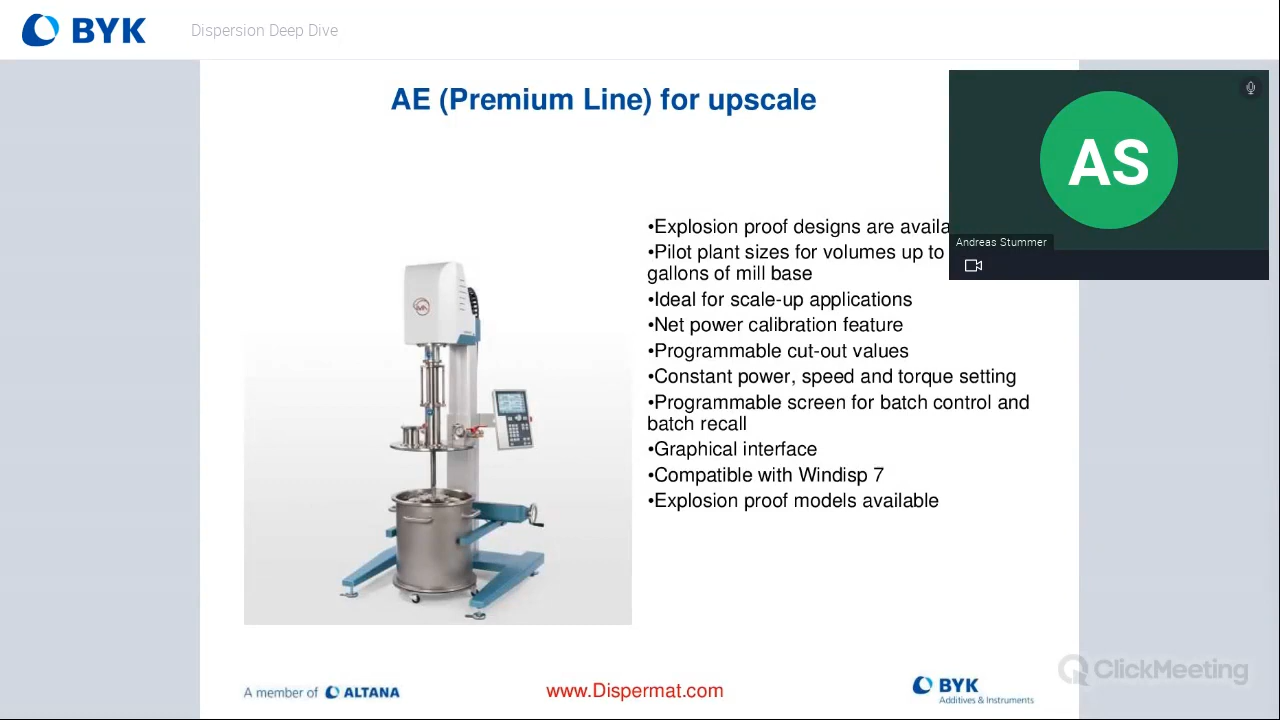 BYK
Dispersion Deep Dive
AE (Premium Line) for upscale
AS
Andreas Stummer
•Explosion proof designs are
•Pilot plant sizes for volumes up to
gallons of mill base
•Ideal for scale-up applications
•Net power calibration feature
•Programmable cut-out values
•Constant power, speed and torque setting
•Programmable screen for batch control and
batch recall
•Graphical interface
•Compatible with Windisp 7
•Explosion proof models available
A member of ALTANA
www.Dispermat.com
BYK
Additives & Instruments
ClickMeeting